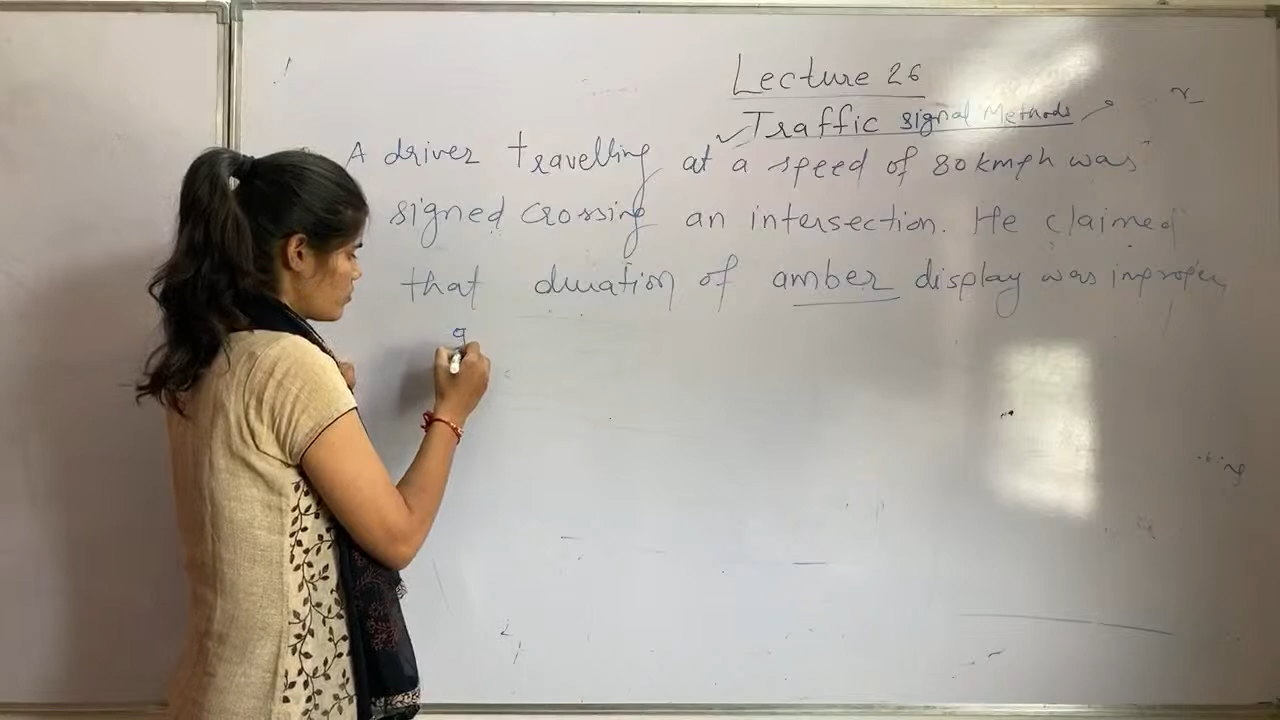 Lecture 26
Traffic signal Methods
A driver travelling at a speed of 80 kmph was
signed crossing an intersection. He claimed
that duation of amber display was improper,